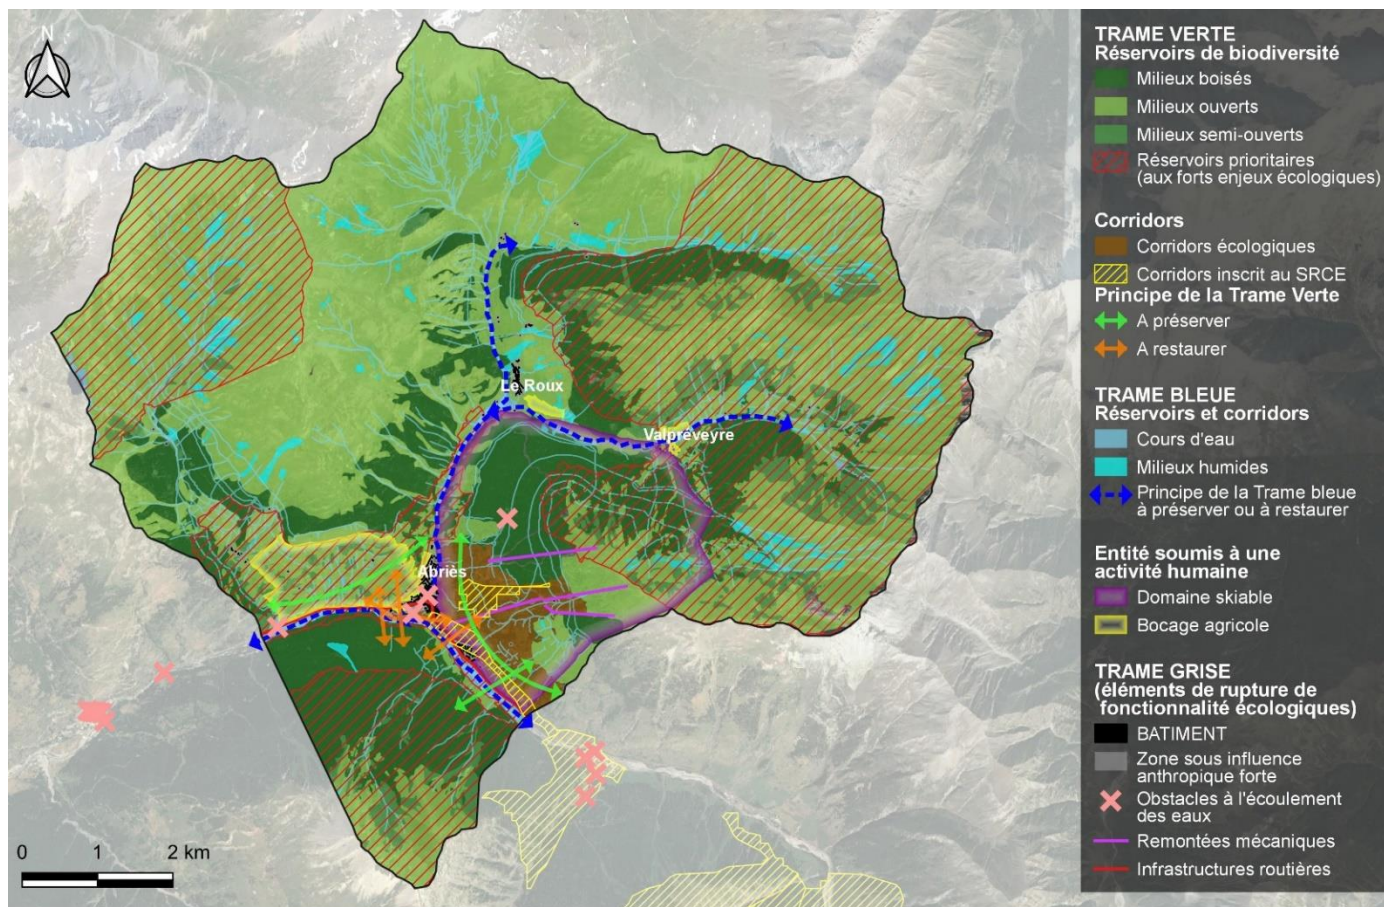 N
Le Roux
Valpréveyre
Abriès
0 1 2 km
TRAME VERTE
Réservoirs de biodiversité
Milieux boisés
Milieux ouverts
Milieux semi-ouverts
Réservoirs prioritaires
(aux forts enjeux écologiques)
Corridors
Corridors écologiques
Corridors inscrit au SRCE
Principe de la Trame Verte
A préserver
A restaurer
TRAME BLEUE
Réservoirs et corridors
Cours d'eau
Milieux humides
Principe de la Trame bleue
à préserver ou à restaurer
Entité soumis à une
activité humaine
Domaine skiable
Bocage agricole
TRAME GRISE
(éléments de rupture de
fonctionnalité écologiques)
BATIMENT
Zone sous influence
anthropique forte
Obstacles à l'écoulement
des eaux
Remontées mécaniques
Infrastructures routières